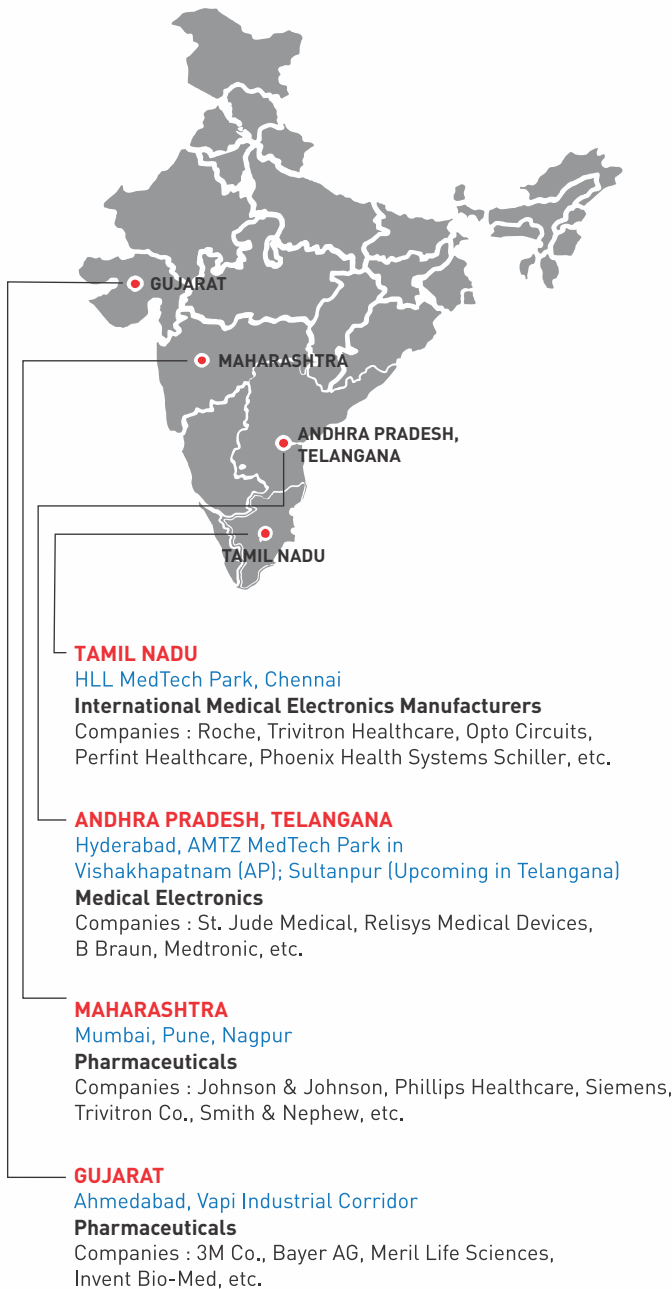 GUJARAT
MAHARASHTRA
ANDHRA PRADESH,
TELANGANA
TAMIL NADU
TAMIL NADU
HLL MedTech Park, Chennai
International Medical Electronics Manufacturers
Companies : Roche, Trivitron Healthcare, Opto Circuits,
Perfint Healthcare, Phoenix Health Systems Schiller, etc.
ANDHRA PRADESH, TELANGANA
Hyderabad, AMTZ MedTech Park in
Vishakhapatnam (AP); Sultanpur (Upcoming in Telangana)
Medical Electronics
Companies : St. Jude Medical, Relisys Medical Devices,
B Braun, Medtronic, etc.
MAHARASHTRA
Mumbai, Pune, Nagpur
Pharmaceuticals
Companies : Johnson & Johnson, Phillips Healthcare, Siemens,
Trivitron Co., Smith & Nephew, etc.
GUJARAT
Ahmedabad, Vapi Industrial Corridor
Pharmaceuticals
Companies : 3M Co., Bayer AG, Meril Life Sciences,
Invent Bio-Med, etc.